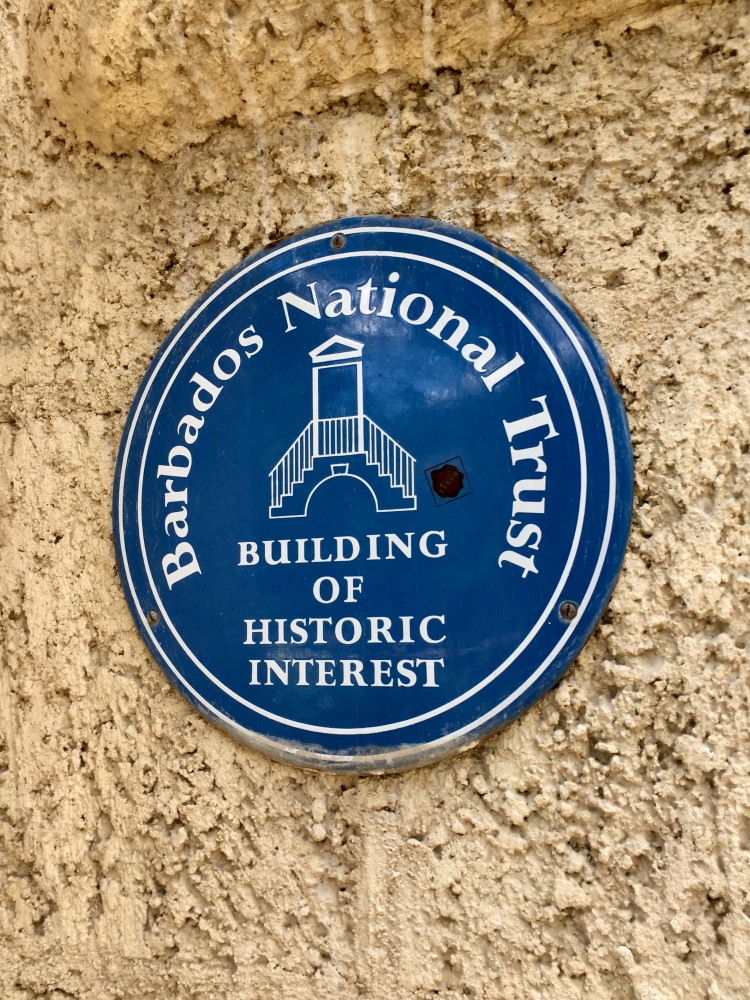 Barbados National Trust
BUILDING
OF
HISTORIC
INTEREST